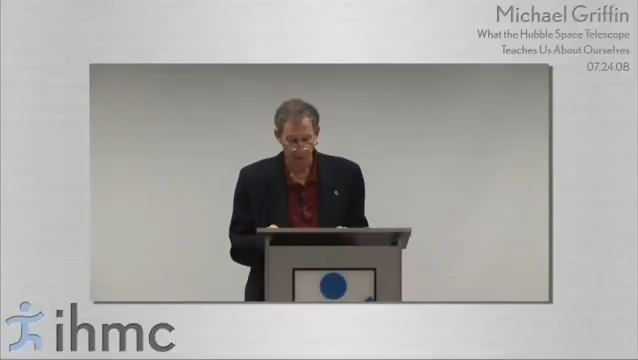 Michael Griffin
What the Hubble Space Telescope
Teaches Us About Ourselves
07.24.08
ihmc